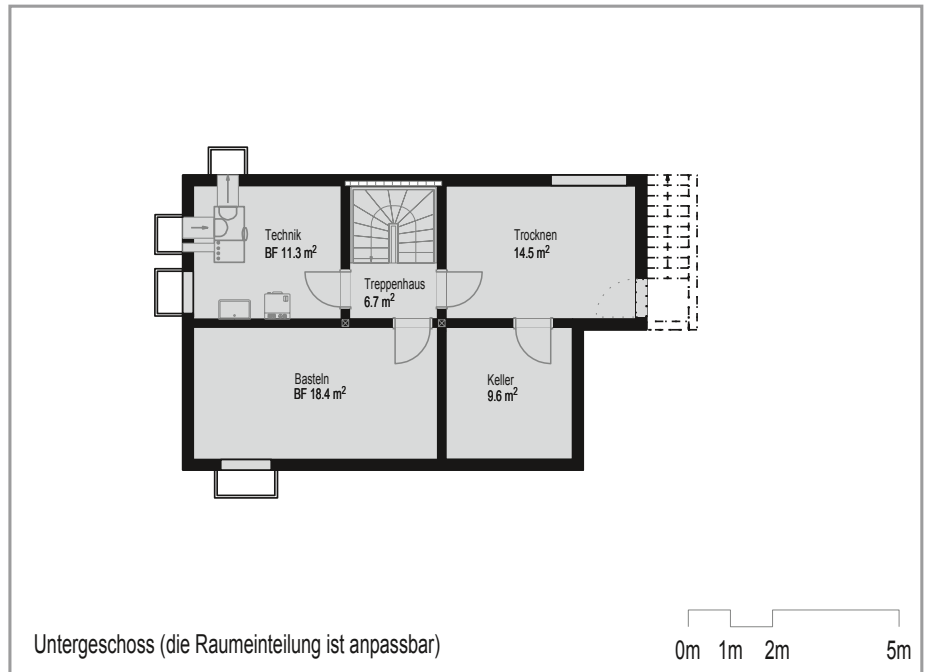 Technik
BF 11.3 m²
Trocknen
14.5 m²
Treppenhaus
6.7 m²
Basteln
BF 18.4 m²
Keller
9.6 m²
Untergeschoss (die Raumeinteilung ist anpassbar)
0m 1m 2m 5m